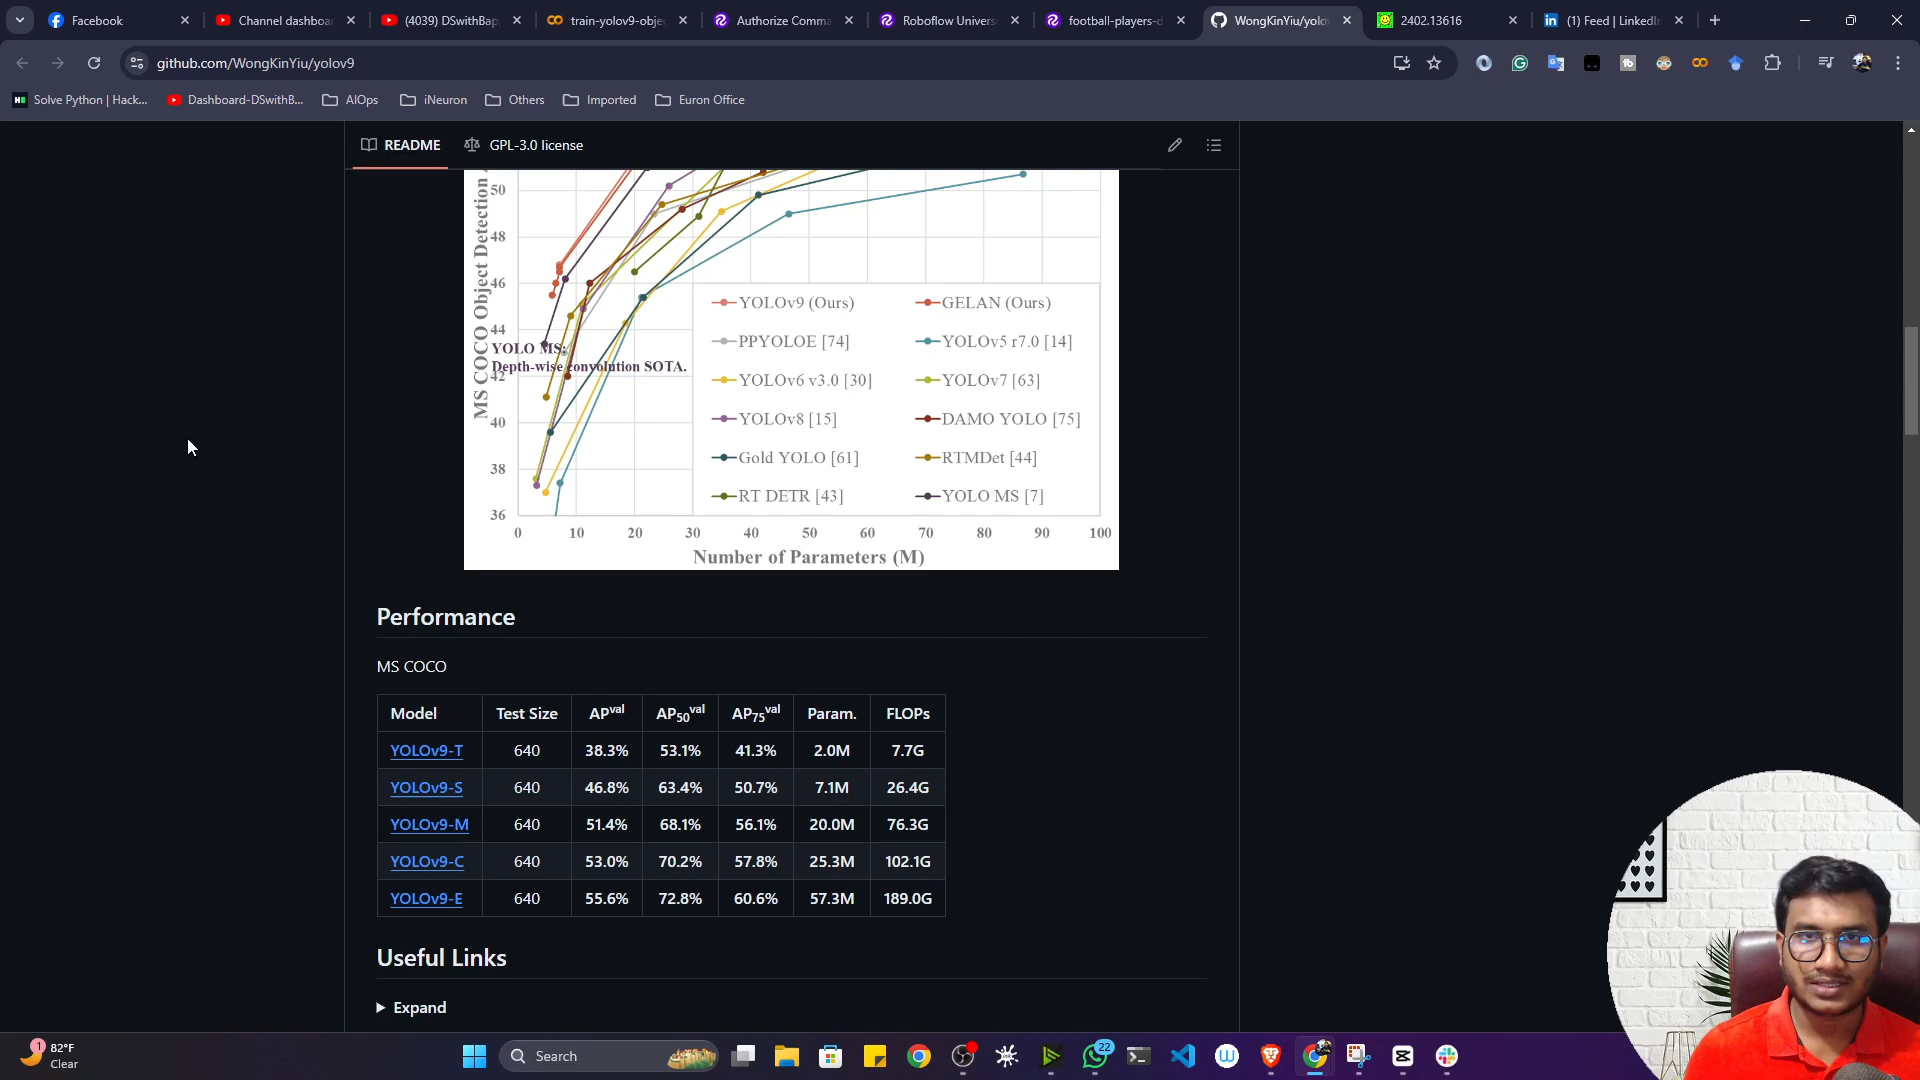 Facebook
Channel dashboa
(4039) DSwithBap
train-yolov9-obje
Authorize Comma
Roboflow Univers
football-players-d
WongKinYiu/yolov
2402.13616
(1) Feed | LinkedIn
github.com/WongKinYiu/yolov9
Solve Python | Hack...
Dashboard-DSwithB...
AIOps
iNeuron
Others
Imported
Euron Office
README
GPL-3.0 license
MS COCO Object Detection
50
48
46
44
42
40
38
36
YOLO MS:
Depth-wise convolution SOTA.
YOLOv9 (Ours)
GELAN (Ours)
PPYOLOE [74]
YOLOv5 r7.0 [14]
YOLOv6 v3.0 [30]
YOLOv7 [63]
YOLOv8 [15]
DAMO YOLO [75]
Gold YOLO [61]
RTMDet [44]
RT DETR [43]
YOLO MS [7]
0 10 20 30 40 50 60 70 80 90 100
Number of Parameters (M)
Performance
MS COCO
Model Test Size APval AP50val AP75val Param. FLOPs
YOLOv9-T 640 38.3% 53.1% 41.3% 2.0M 7.7G
YOLOv9-S 640 46.8% 63.4% 50.7% 7.1M 26.4G
YOLOv9-M 640 51.4% 68.1% 56.1% 20.0M 76.3G
YOLOv9-C 640 53.0% 70.2% 57.8% 25.3M 102.1G
YOLOv9-E 640 55.6% 72.8% 60.6% 57.3M 189.0G
Useful Links
Expand
1
82°F
Clear
Search
22